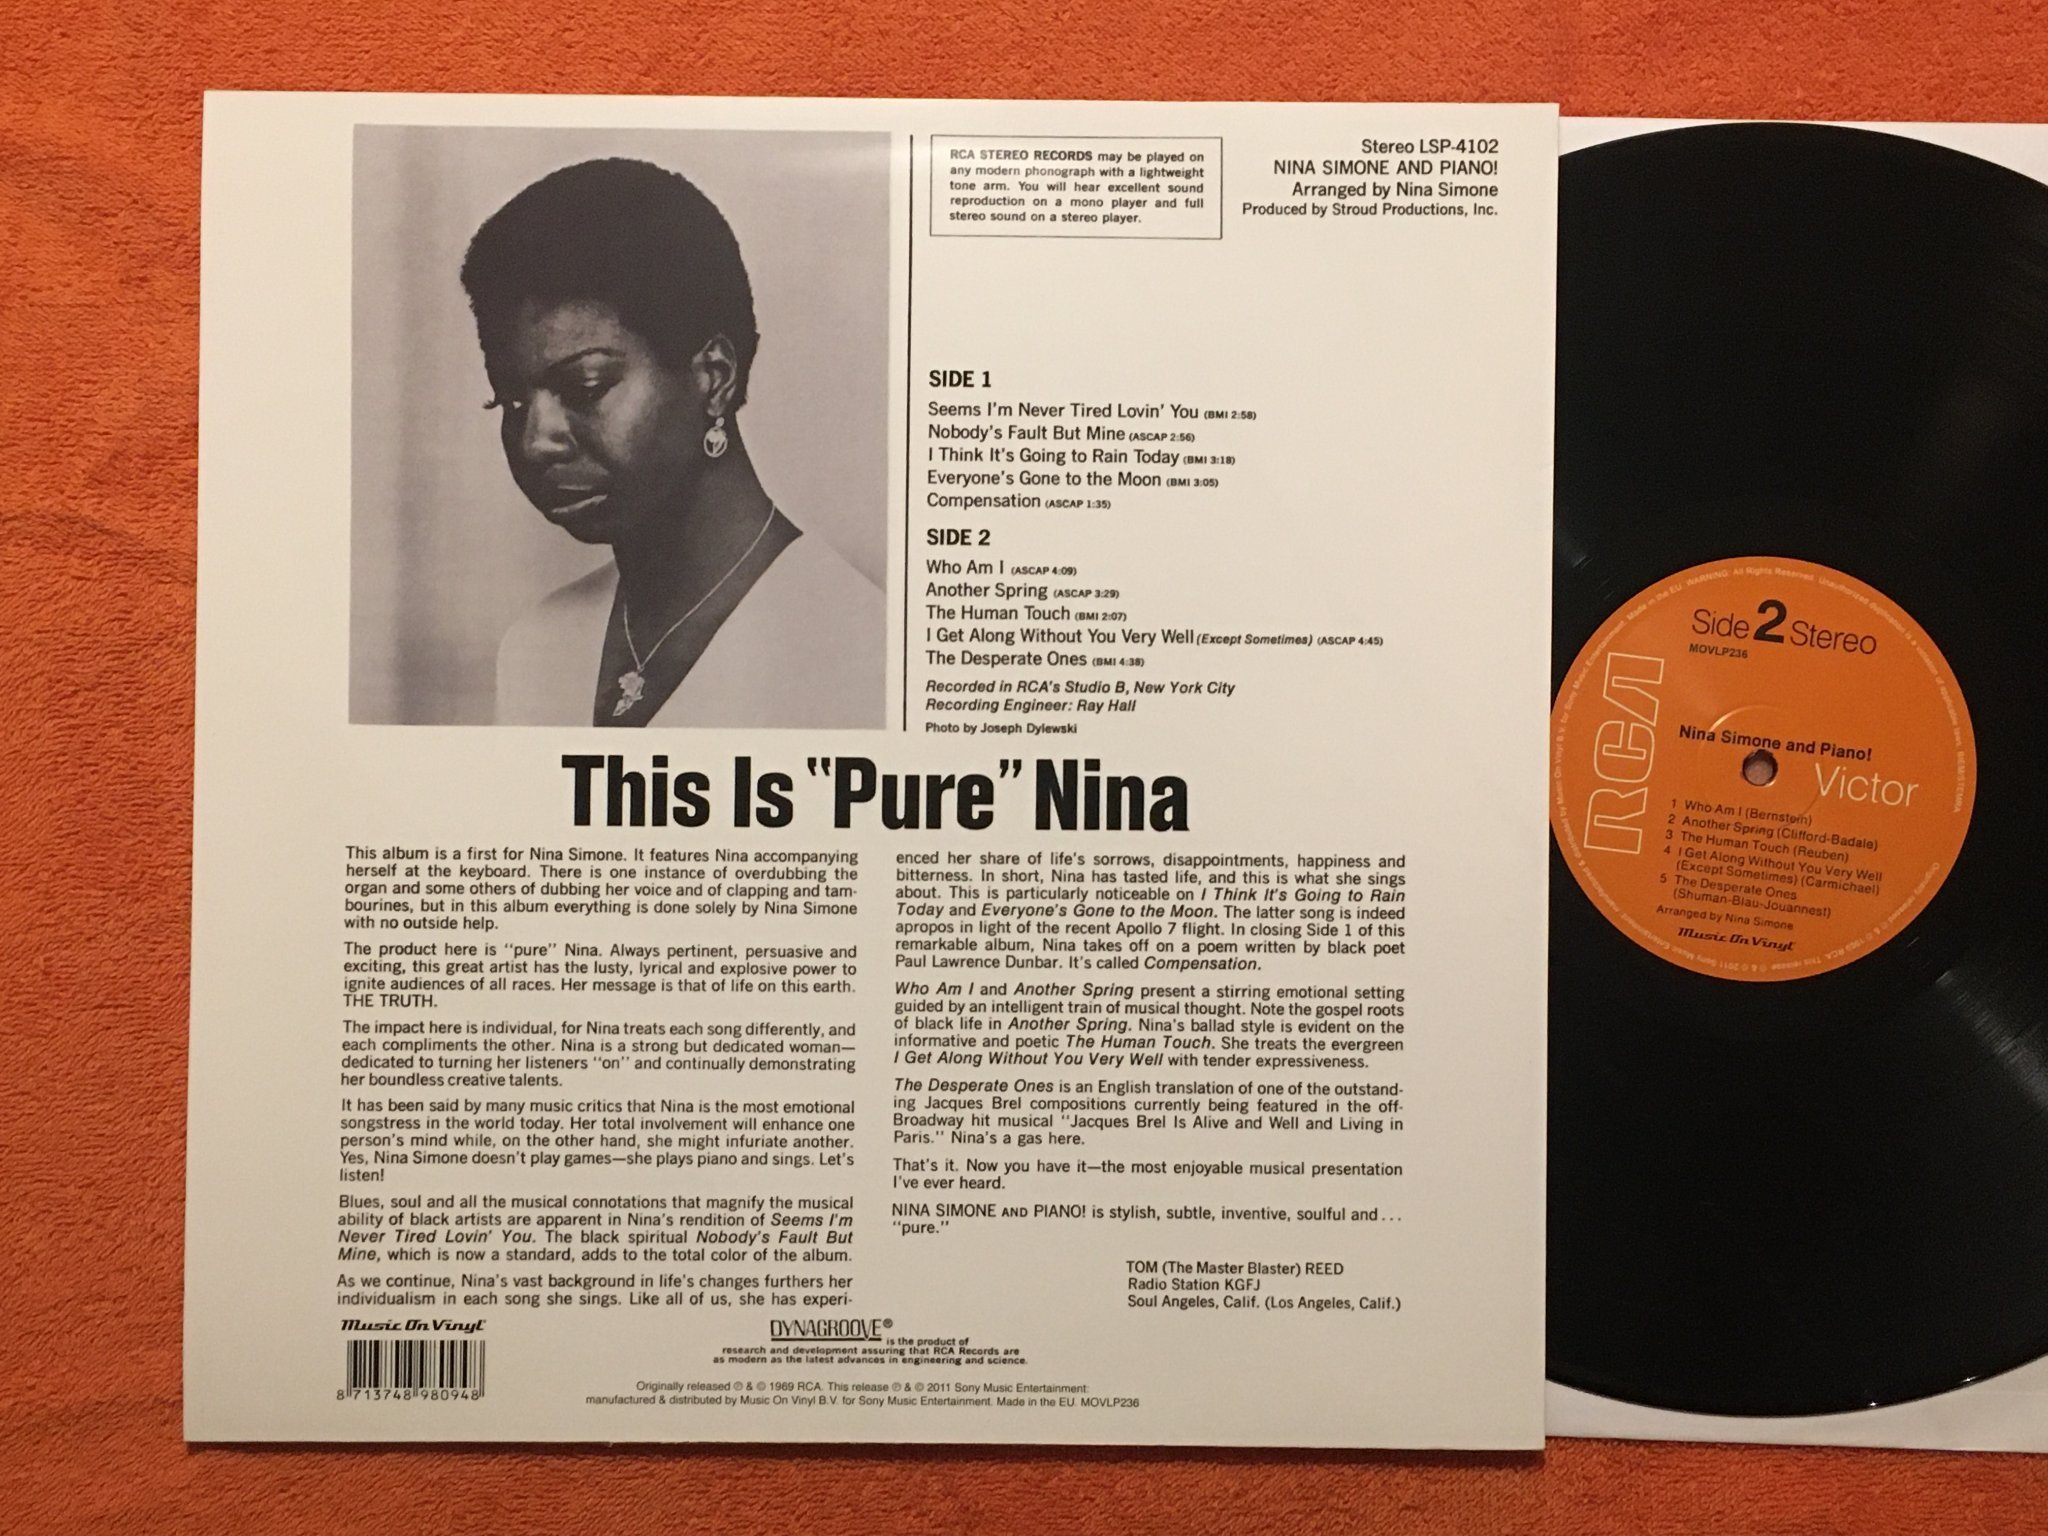 RCA STEREO RECORDS may be played on
any modern phonograph with a lightweight
tone arm. You will hear excellent sound
reproduction on a mono player and full
stereo sound on a stereo player.
Stereo LSP-4102
NINA SIMONE AND PIANO!
Arranged by Nina Simone
Produced by Stroud Productions, Inc.
SIDE 1
Seems I'm Never Tired Lovin' You (BMI 2:58)
Nobody's Fault But Mine (ASCAP 2:56)
I Think It's Going to Rain Today (BMI 3:18)
Everyone's Gone to the Moon (BMI 3:05)
Compensation (ASCAP 1:35)
SIDE 2
Who Am I (ASCAP 4:09)
Another Spring (ASCAP 3:29)
The Human Touch (BMI 2:07)
I Get Along Without You Very Well (Except Sometimes) (ASCAP 4:45)
The Desperate Ones (BMI 4:38)
Recorded in RCA's Studio B, New York City
Recording Engineer: Ray Hall
Photo by Joseph Dylewski
This Is "Pure" Nina
This album is a first for Nina Simone. It features Nina accompanying
herself at the keyboard. There is one instance of overdubbing the
organ and some others of dubbing her voice and of clapping and tam-
bourines, but in this album everything is done solely by Nina Simone
with no outside help.
The product here is "pure" Nina. Always pertinent, persuasive and
exciting, this great artist has the lusty, lyrical and explosive power to
ignite audiences of all races. Her message is that of life on this earth.
THE TRUTH.
The impact here is individual, for Nina treats each song differently, and
each compliments the other. Nina is a strong but dedicated woman—
dedicated to turning her listeners "on" and continually demonstrating
her boundless creative talents.
It has been said by many music critics that Nina is the most emotional
songstress in the world today. Her total involvement will enhance one
person's mind while, on the other hand, she might infuriate another.
Yes, Nina Simone doesn't play games—she plays piano and sings. Let's
listen!
Blues, soul and all the musical connotations that magnify the musical
ability of black artists are apparent in Nina's rendition of Seems I'm
Never Tired Lovin' You. The black spiritual Nobody's Fault But
Mine, which is now a standard, adds to the total color of the album.
As we continue, Nina's vast background in life's changes furthers her
individualism in each song she sings. Like all of us, she has experi-
enced her share of life's sorrows, disappointments, happiness and
bitterness. In short, Nina has tasted life, and this is what she sings
about. This is particularly noticeable on I Think It's Going to Rain
Today and Everyone's Gone to the Moon. The latter song is indeed
apropos in light of the recent Apollo 7 flight. In closing Side 1 of this
remarkable album, Nina takes off on a poem written by black poet
Paul Lawrence Dunbar. It's called Compensation.
Who Am I and Another Spring present a stirring emotional setting
guided by an intelligent train of musical thought. Note the gospel roots
of black life in Another Spring. Nina's ballad style is evident on the
informative and poetic The Human Touch. She treats the evergreen
I Get Along Without You Very Well with tender expressiveness.
The Desperate Ones is an English translation of one of the outstand-
ing Jacques Brel compositions currently being featured in the off-
Broadway hit musical "Jacques Brel Is Alive and Well and Living in
Paris." Nina's a gas here.
That's it. Now you have it—the most enjoyable musical presentation
I've ever heard.
NINA SIMONE AND PIANO! is stylish, subtle, inventive, soulful and...
"pure."
TOM (The Master Blaster) REED
Radio Station KGFJ
Soul Angeles, Calif. (Los Angeles, Calif.)
Music On Vinyl
8 713748 980948
DYNAGROOVE® is the product of
research and development assuring that RCA Records are
as modern as the latest advances in engineering and science.
Originally released ℗ & © 1969 RCA. This release ℗ & © 2011 Sony Music Entertainment:
manufactured & distributed by Music On Vinyl B.V. for Sony Music Entertainment. Made in the EU. MOVLP236
Side 2 Stereo
MOVLP236
RCA
Nina Simone and Piano!
Victor
1 Who Am I (Bernstein)
2 Another Spring (Clifford-Badale)
3 The Human Touch (Reuben)
4 I Get Along Without You Very Well
(Except Sometimes) (Carmichael)
5 The Desperate Ones
(Shuman-Blau-Jouannest)
Arranged by Nina Simone
Music On Vinyl